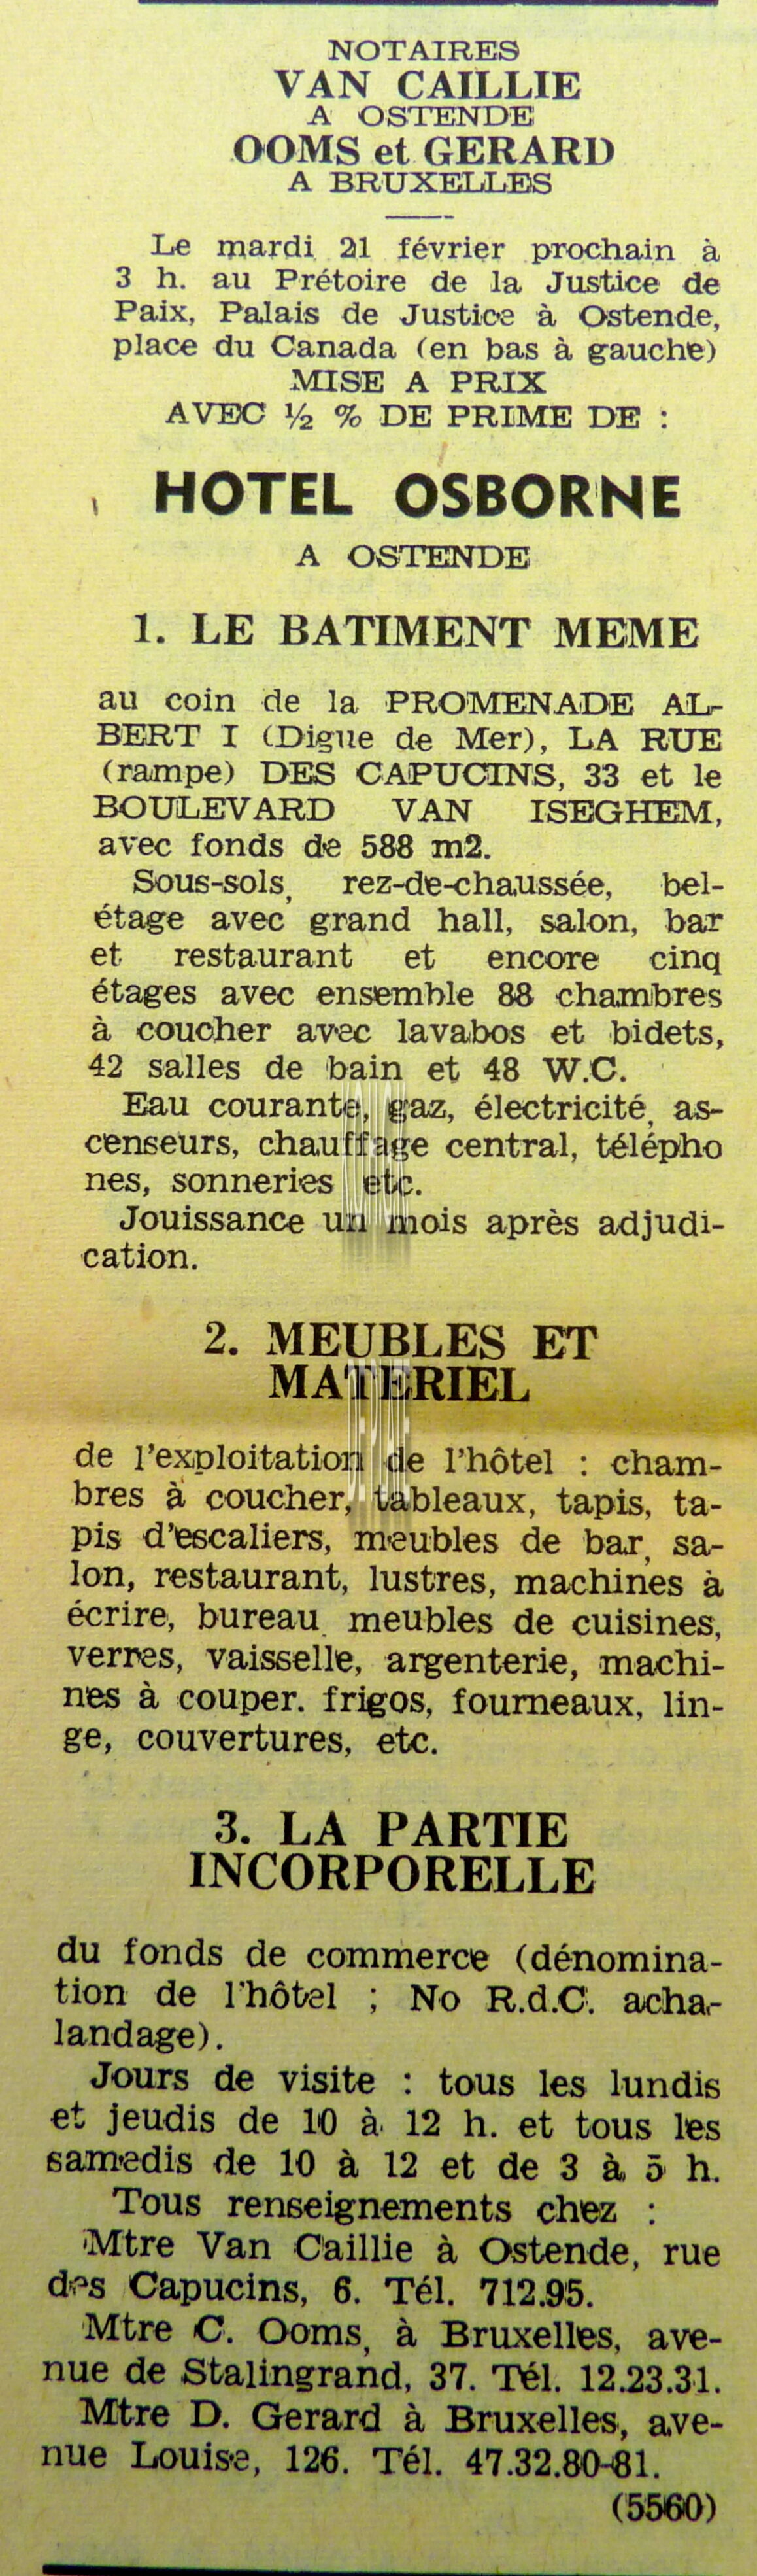 NOTAIRES
VAN CAILLIE
A OSTENDE
OOMS et GERARD
A BRUXELLES
Le mardi 21 février prochain à
3 h. au Prétoire de la Justice de
Paix, Palais de Justice à Ostende,
place du Canada (en bas à gauche)
MISE A PRIX
AVEC ½ % DE PRIME DE :
HOTEL OSBORNE
A OSTENDE
1. LE BATIMENT MEME
au coin de la PROMENADE AL-
BERT I (Digue de Mer), LA RUE
(rampe) DES CAPUCINS, 33 et le
BOULEVARD VAN ISEGHEM,
avec fonds de 588 m2.
Sous-sols, rez-de-chaussée, bel-
étage avec grand hall, salon, bar
et restaurant et encore cinq
étages avec ensemble 88 chambres
à coucher avec lavabos et bidets,
42 salles de bain et 48 W.C.
Eau courante, gaz, électricité, as-
censeurs, chauffage central, télépho
nes, sonneries etc.
Jouissance un mois après adjudi-
cation.
2. MEUBLES ET
MATERIEL
de l'exploitation de l'hôtel : cham-
bres à coucher, tableaux, tapis, ta-
pis d'escaliers, meubles de bar, sa-
lon, restaurant, lustres, machines à
écrire, bureau. meubles de cuisines,
verres, vaisselle, argenterie, machi-
nes à couper. frigos, fourneaux, lin-
ge, couvertures, etc.
3. LA PARTIE
INCORPORELLE
du fonds de commerce (dénomina-
tion de l'hôtel ; No R.d.C. acha-
landage).
Jours de visite : tous les lundis
et jeudis de 10 à 12 h. et tous les
samedis de 10 à 12 et de 3 à 5 h.
Tous renseignements chez :
Mtre Van Caillie à Ostende, rue
des Capucins, 6. Tél. 712.95.
Mtre C. Ooms, à Bruxelles, ave-
nue de Stalingrand, 37. Tél. 12.23.31.
Mtre D. Gerard à Bruxelles, ave-
nue Louise, 126. Tél. 47.32.80-81.
(5560)